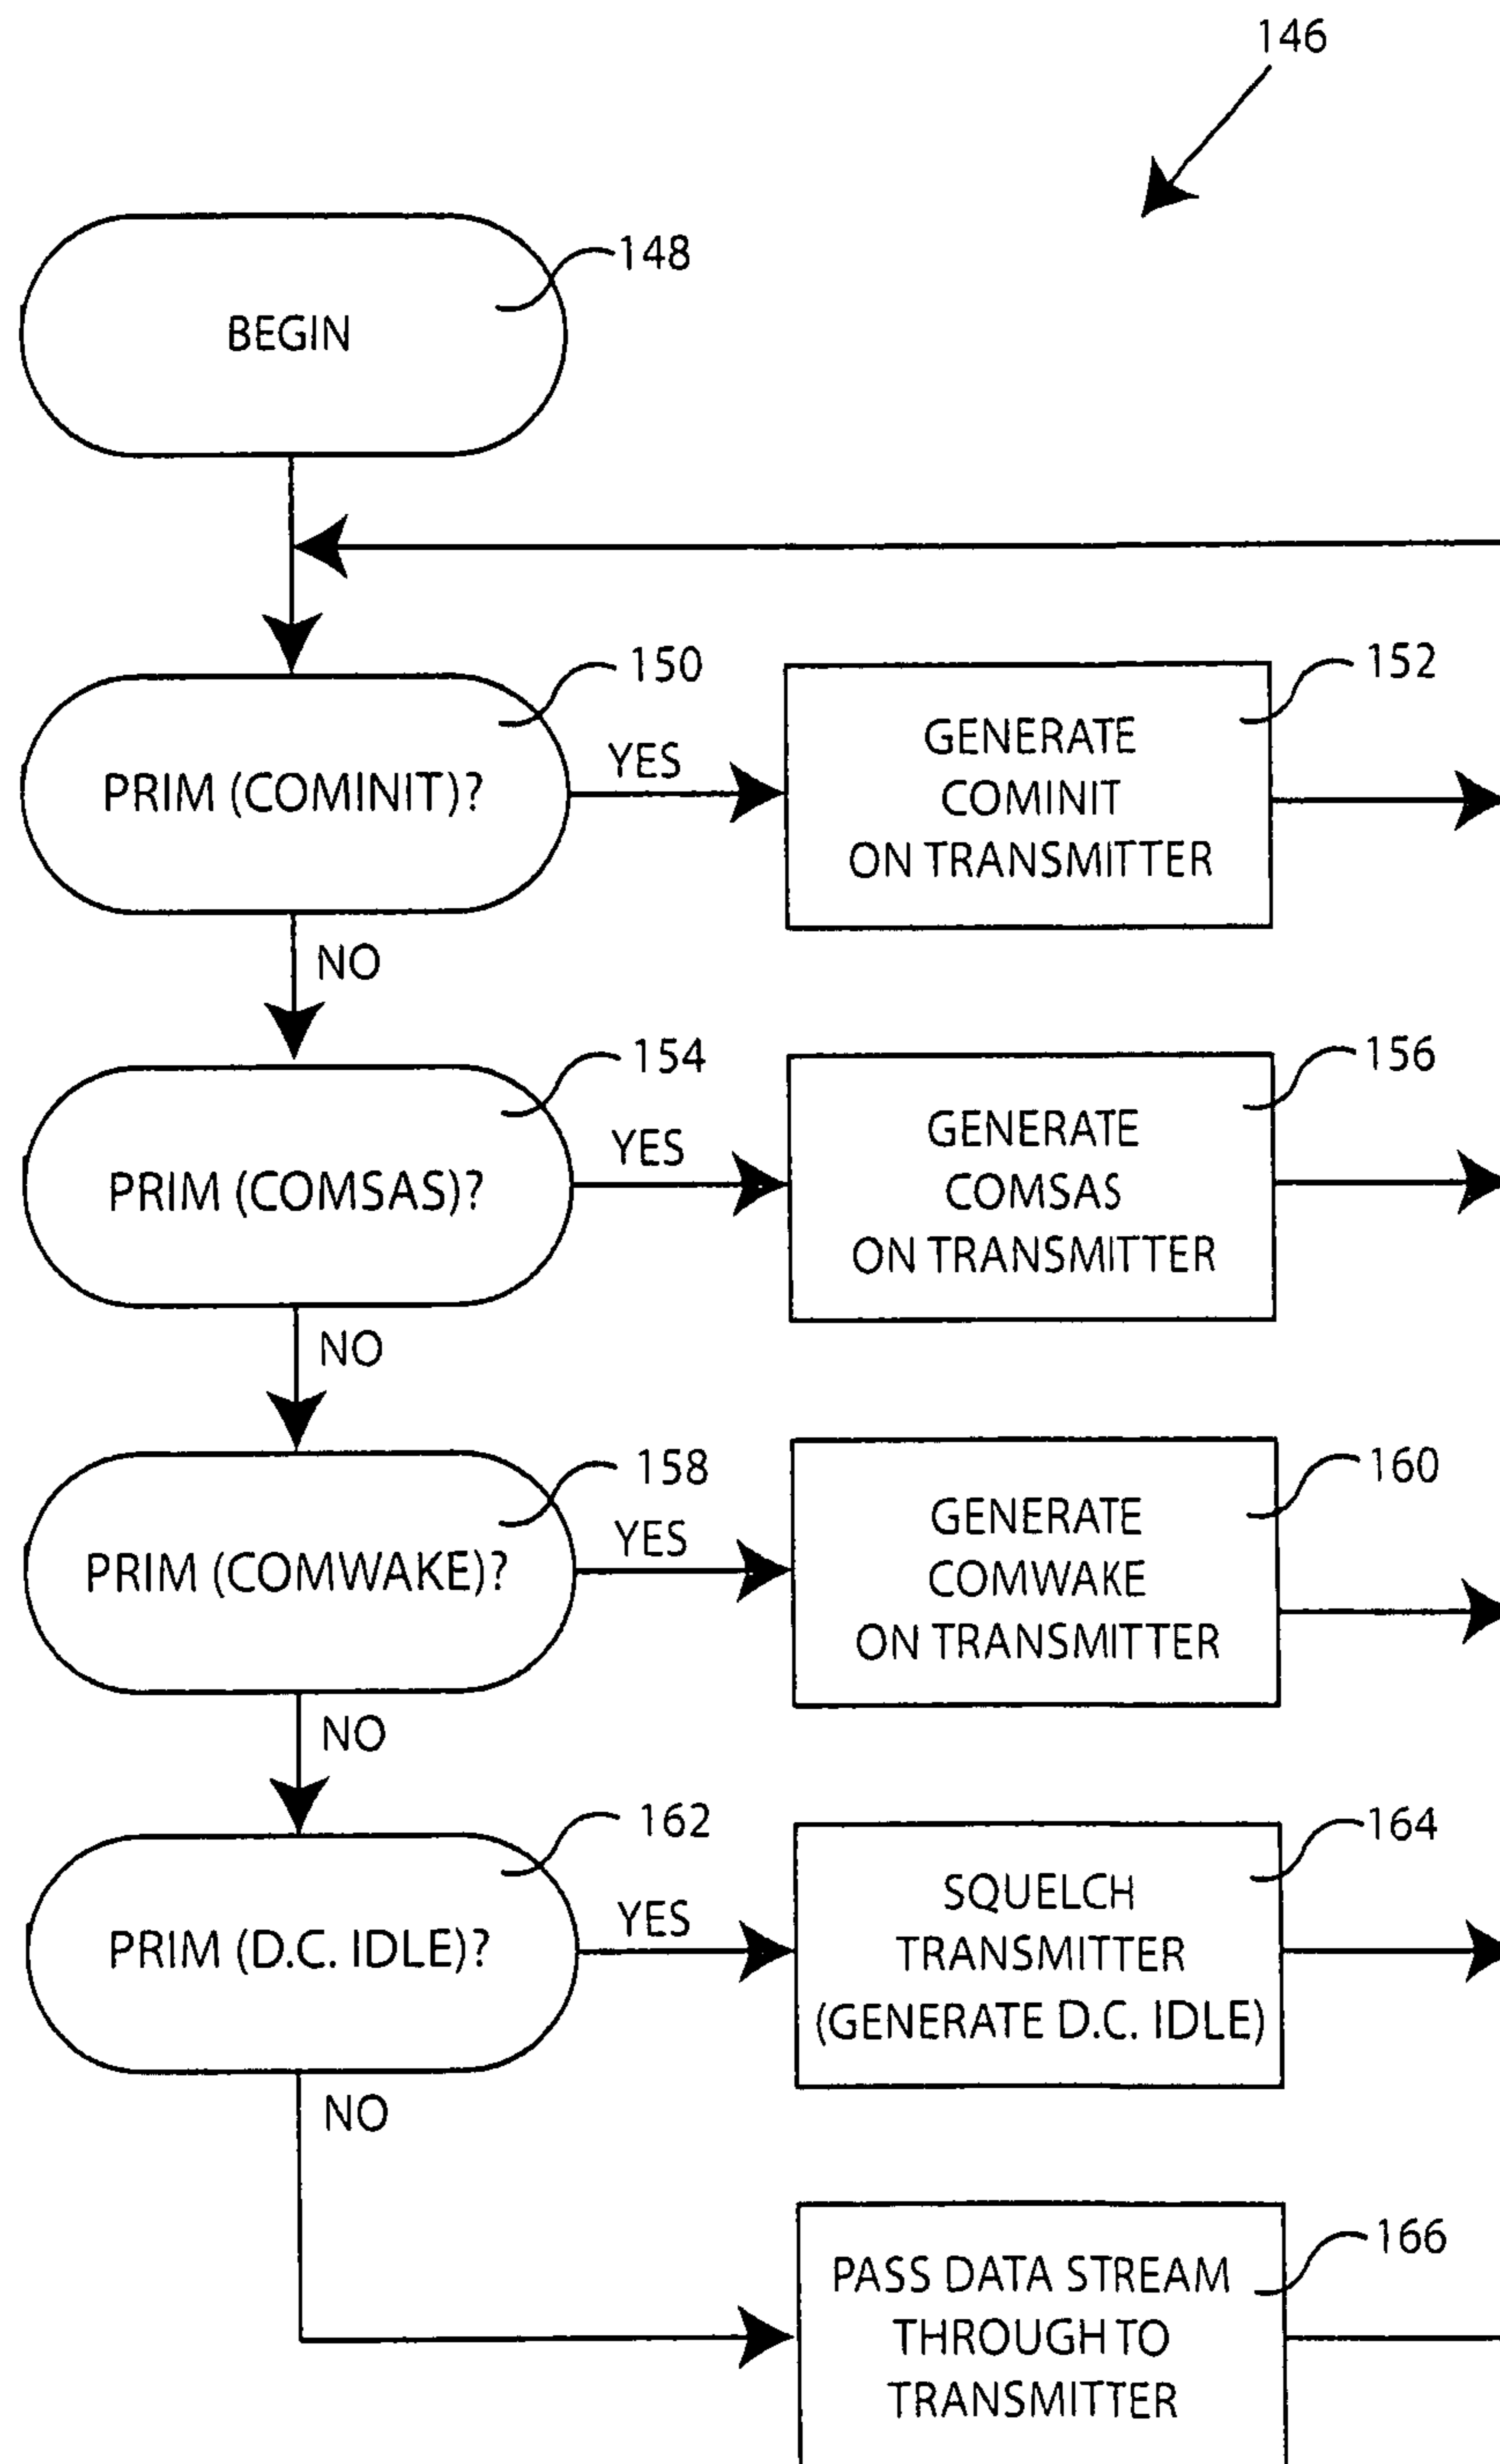 146
148
BEGIN
150
PRIM (COMINIT)?
YES
152
GENERATE
COMINIT
ON TRANSMITTER
NO
154
PRIM (COMSAS)?
YES
156
GENERATE
COMSAS
ON TRANSMITTER
NO
158
PRIM (COMWAKE)?
YES
160
GENERATE
COMWAKE
ON TRANSMITTER
NO
162
PRIM (D.C. IDLE)?
YES
164
SQUELCH
TRANSMITTER
(GENERATE D.C. IDLE)
NO
166
PASS DATA STREAM
THROUGH TO
TRANSMITTER